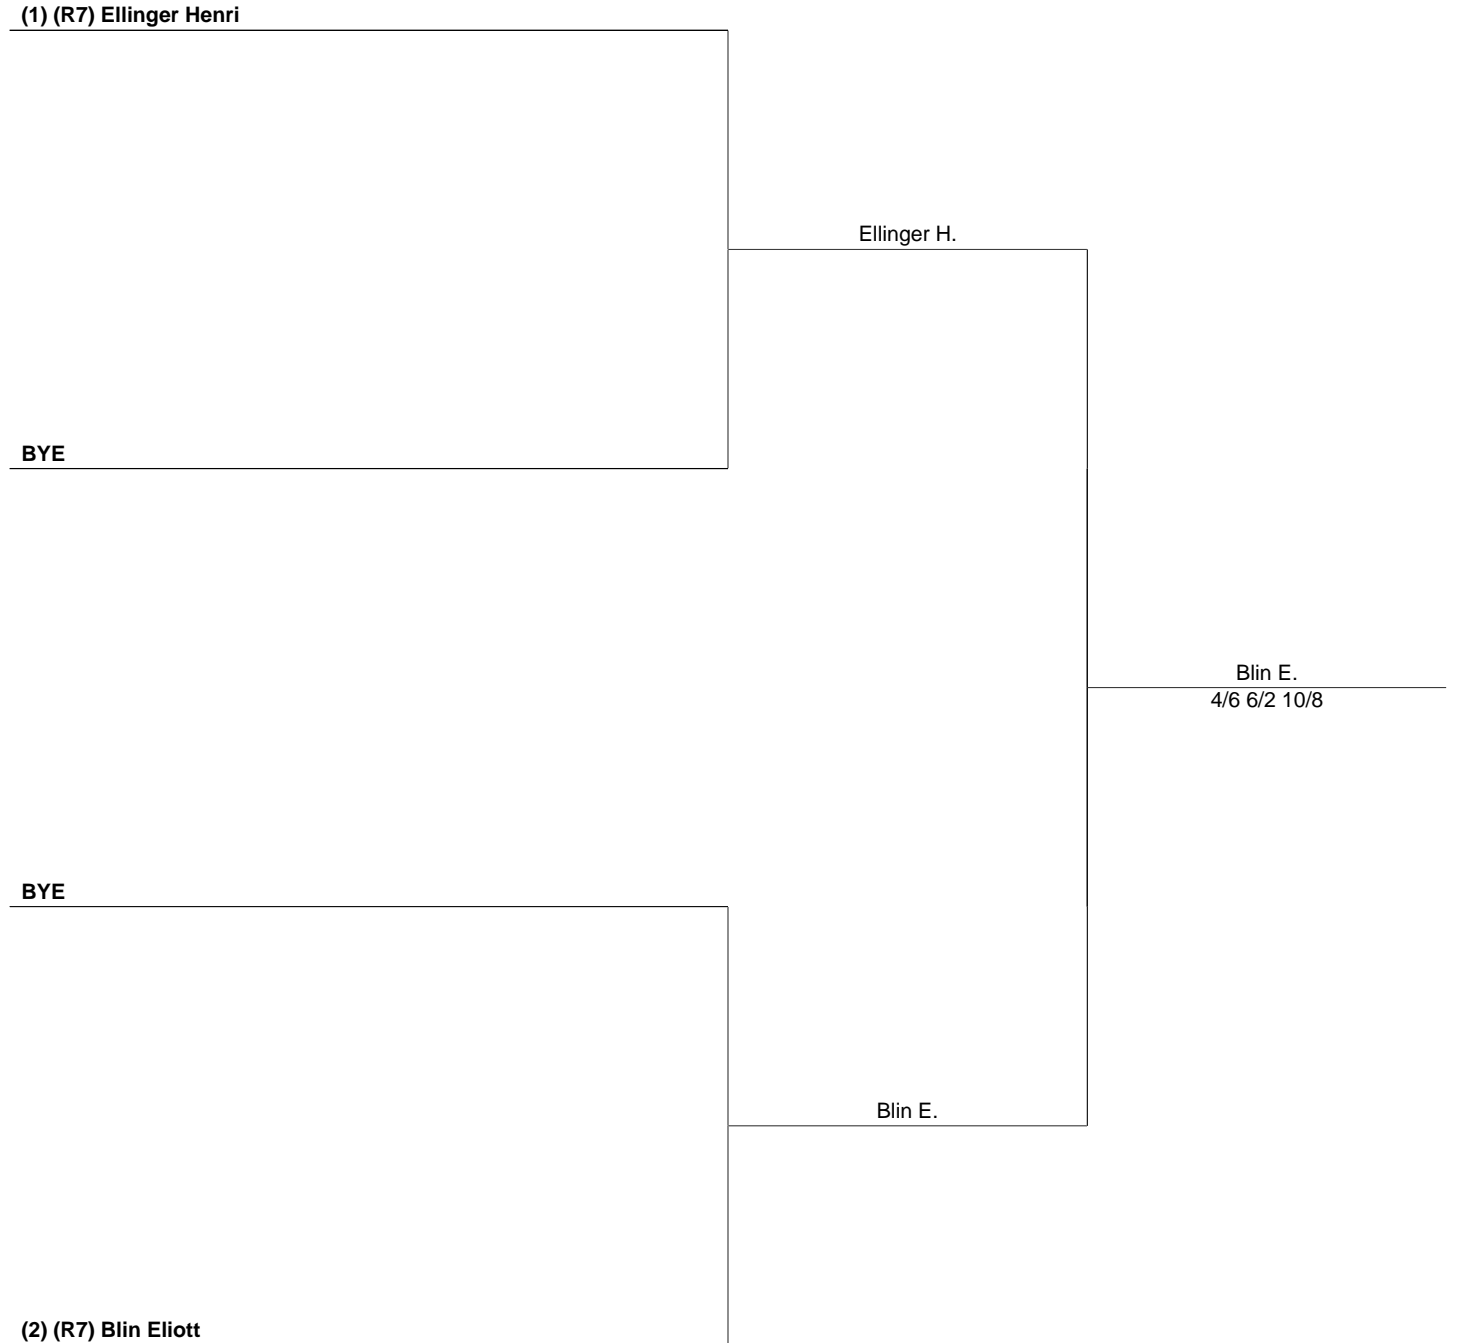 (1) (R7) Ellinger Henri
Ellinger H.
BYE
Blin E.
4/6 6/2 10/8
BYE
Blin E.
(2) (R7) Blin Eliott